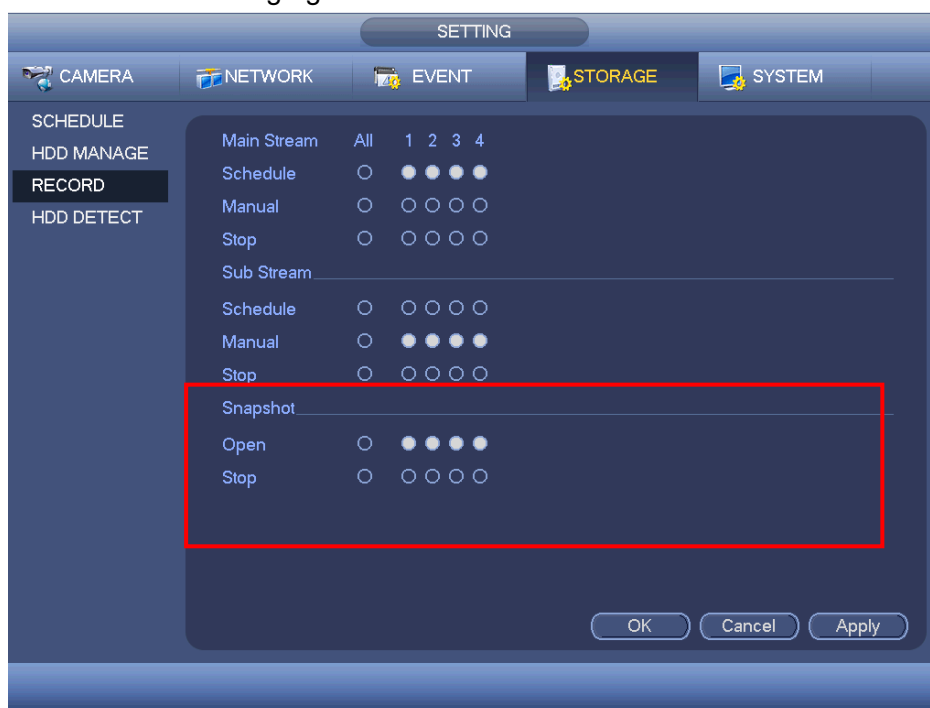 SETTING
CAMERA NETWORK EVENT STORAGE SYSTEM
SCHEDULE
HDD MANAGE
RECORD
HDD DETECT
Main Stream All 1 2 3 4
Schedule
Manual
Stop
Sub Stream
Schedule
Manual
Stop
Snapshot
Open
Stop
OK Cancel Apply